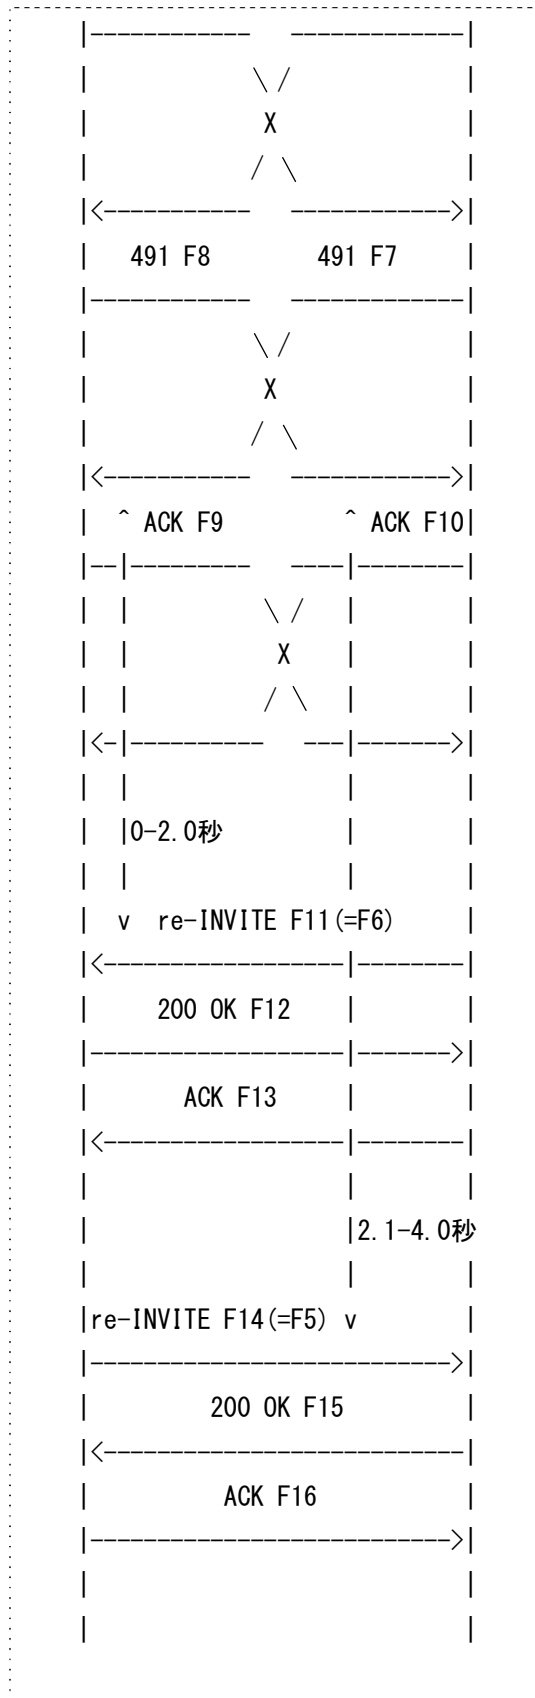 |------------   -------------|
|            \ /             |
|             X              |
|            / \             |
|<-----------   ------------>|
|   491 F8        491 F7     |
|------------   -------------|
|            \ /             |
|             X              |
|            / \             |
|<-----------   ------------>|
|  ^ ACK F9         ^ ACK F10|
|--|---------   ----|--------|
|  |          \ /   |        |
|  |           X    |        |
|  |          / \   |        |
|<-|----------   ---|------->|
|  |                |        |
|  |0-2.0秒         |        |
|  |                |        |
|  v  re-INVITE F11(=F6)     |
|<------------------|--------|
|     200 OK F12    |        |
|-------------------|------->|
|       ACK F13     |        |
|<------------------|--------|
|                   |        |
|                   |2.1-4.0秒
|                   |        |
|re-INVITE F14(=F5) v        |
|--------------------------->|
|         200 OK F15         |
|<---------------------------|
|          ACK F16           |
|--------------------------->|
|                            |
|                            |